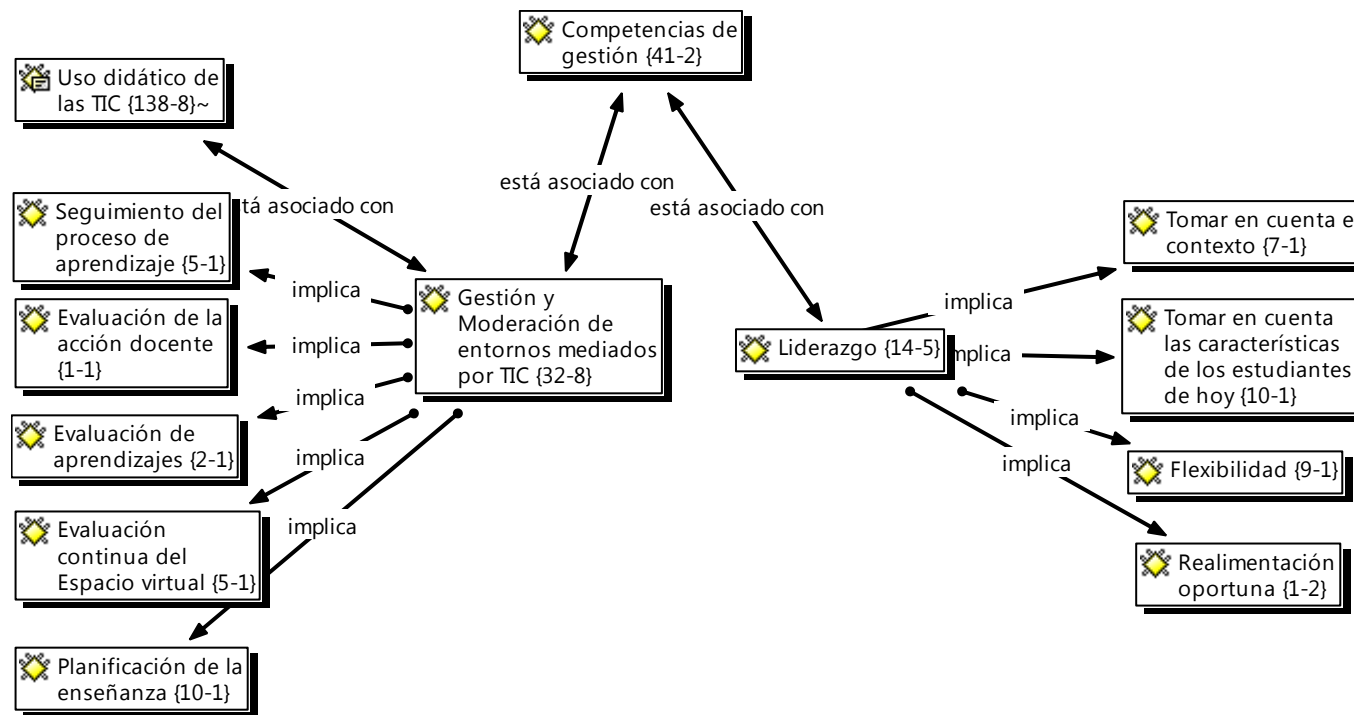 Competencias de
gestión {41-2}
Uso didático de
las TIC {138-8}~
está asociado con
está asociado con
tá asociado con
Seguimiento del
proceso de
aprendizaje {5-1}
Evaluación de la
acción docente
{1-1}
Evaluación de
aprendizajes {2-1}
Evaluación
continua del
Espacio virtual {5-1}
Planificación de la
enseñanza {10-1}
implica
implica
implica
implica
implica
Gestión y
Moderación de
entornos mediados
por TIC {32-8}
Liderazgo {14-5}
implica
mplica
implica
implica
Tomar en cuenta e
contexto {7-1}
Tomar en cuenta
las características
de los estudiantes
de hoy {10-1}
Flexibilidad {9-1}
Realimentación
oportuna {1-2}